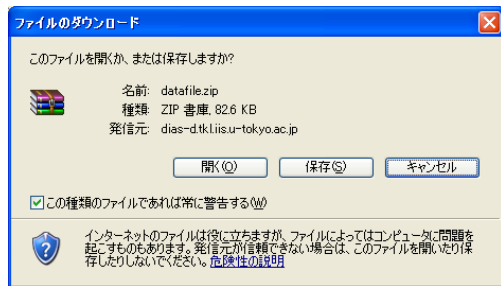 ファイルのダウンロード
このファイルを開くか、または保存しますか?
名前: datafile.zip
種類: ZIP 書庫, 82.6 KB
発信元: dias-d.tkl.iis.u-tokyo.ac.jp
開く(O) 保存(S) キャンセル
この種類のファイルであれば常に警告する(W)
インターネットのファイルは役に立ちますが、ファイルによってはコンピュータに問題を
起こすものもあります。発信元が信頼できない場合は、このファイルを開いたり保
存したりしないでください。危険性の説明